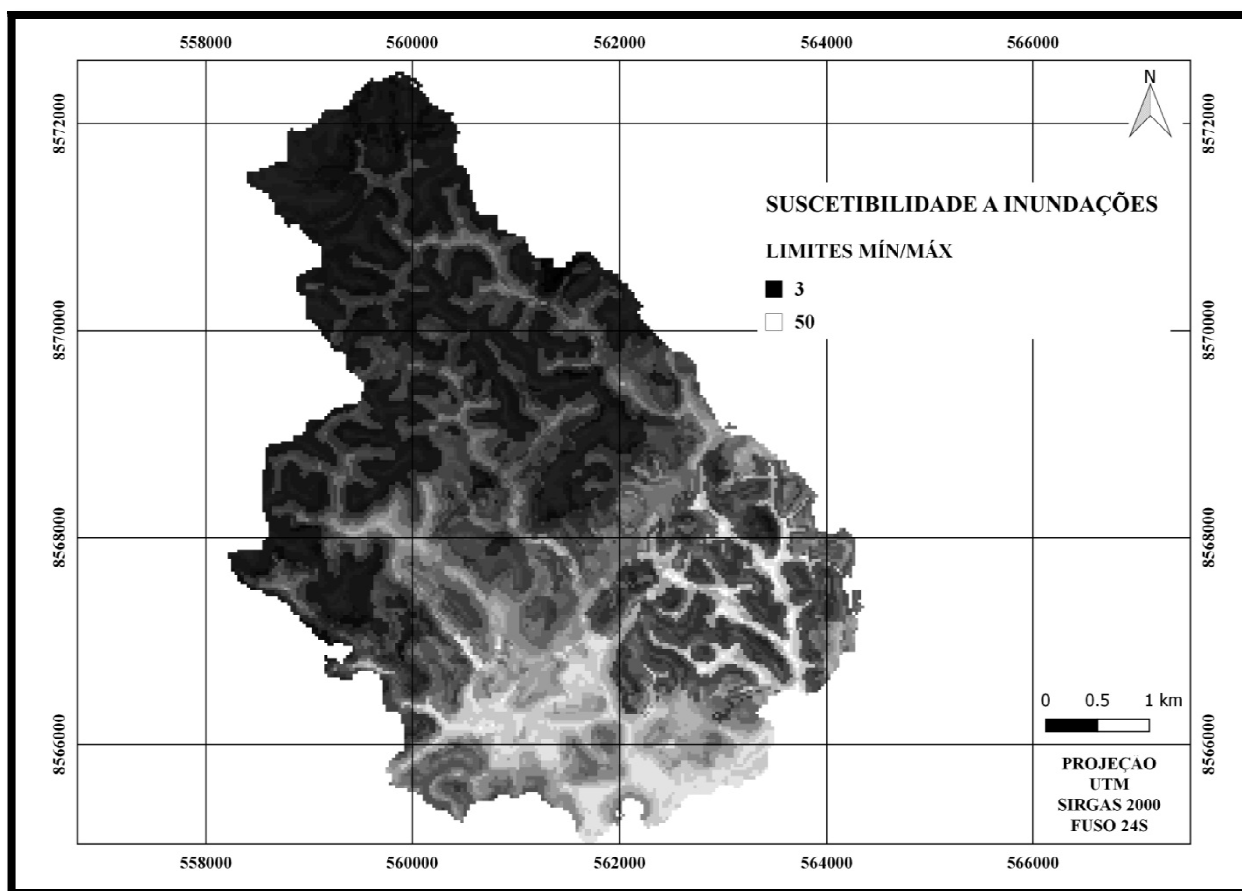 558000 560000 562000 564000 566000
8572000 8572000
N
SUSCETIBILIDADE A INUNDAÇÕES
LIMITES MÍN/MÁX
3
50
8570000 8570000
8568000 8568000
0 0.5 1 km
8566000 8566000
PROJEÇAO
UTM
SIRGAS 2000
FUSO 24S
558000 560000 562000 564000 566000